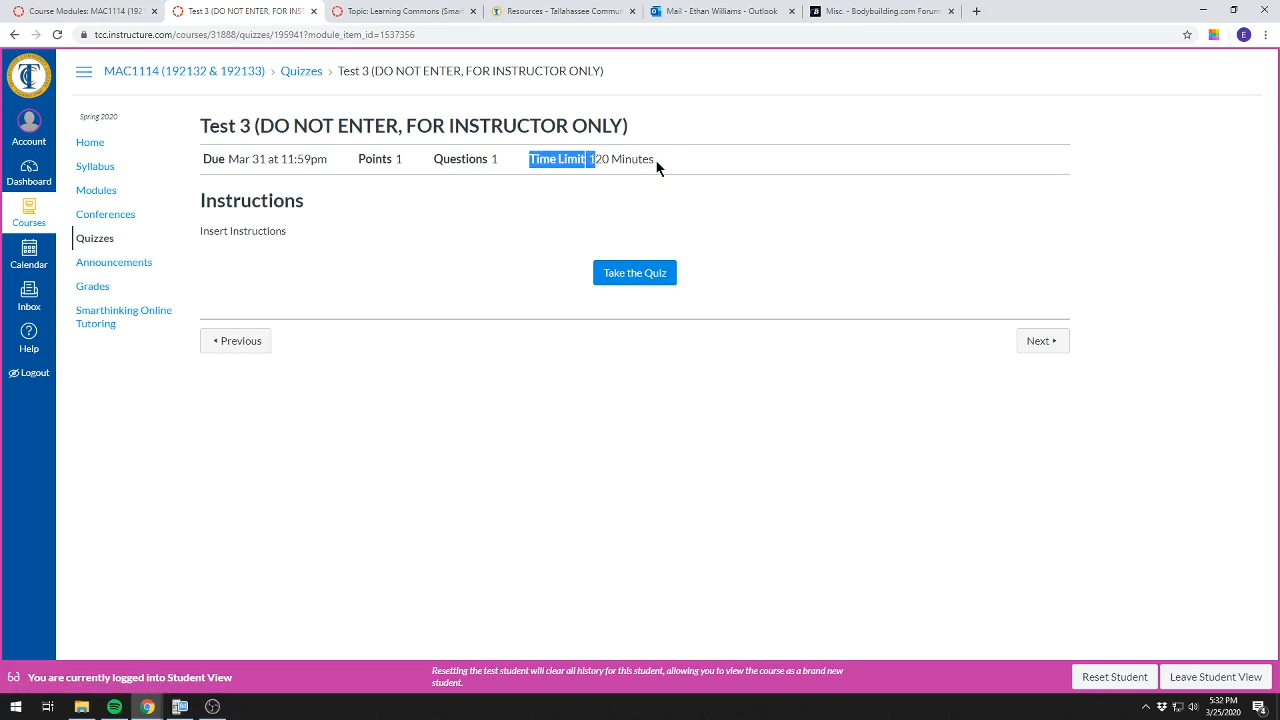 Course Modules: MAC1114 (1921
Test 3 (DO NOT ENTER, FOR INST
Topic: Learning Commons (Smart
Resources - Tallahassee Commun
Mail - Ethan Williams - Outlook
Misc. - Bodybuilding.com Forum
tcc.instructure.com/courses/31888/quizzes/195941?module_item_id=1537356
E
MAC1114 (192132 & 192133) › Quizzes › Test 3 (DO NOT ENTER, FOR INSTRUCTOR ONLY)
Account
Dashboard
Courses
Calendar
Inbox
Help
Logout
Spring 2020
Home
Syllabus
Modules
Conferences
Quizzes
Announcements
Grades
Smarthinking Online
Tutoring
Test 3 (DO NOT ENTER, FOR INSTRUCTOR ONLY)
Due Mar 31 at 11:59pm Points 1 Questions 1 Time Limit 120 Minutes
Instructions
Insert Instructions
Take the Quiz
Previous
Next
You are currently logged into Student View
Resetting the test student will clear all history for this student, allowing you to view the course as a brand new
student.
Reset Student
Leave Student View
5:32 PM
3/25/2020